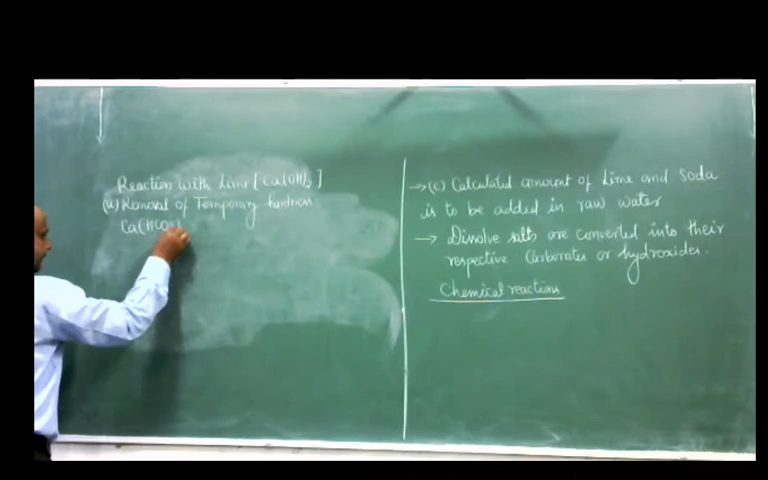 Reaction with Lime [Ca(OH)₂]
(a) Removal of Temporary hardness
Ca(HCO₃)
→ (c) Calculated amount of Lime and Soda
is to be added in raw water
→ Dissolve salts are converted into their
respective Carbonates or hydroxides.
Chemical reactions